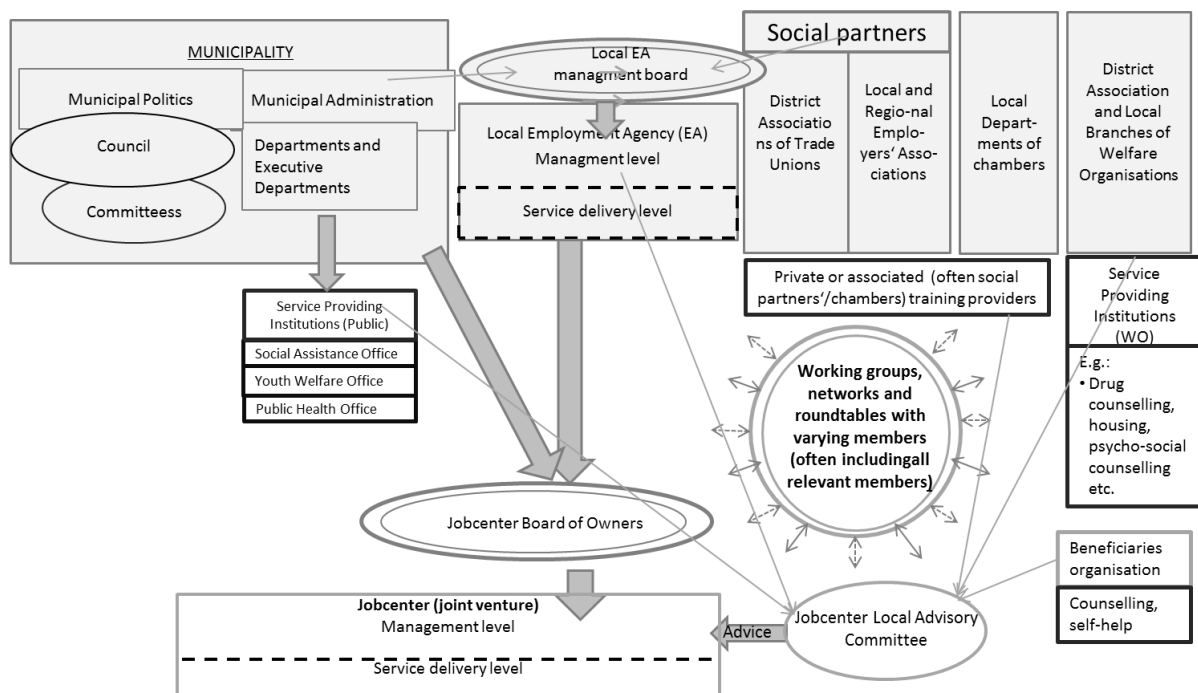 MUNICIPALITY
Municipal Politics
Council
Committeess
Municipal Administration
Departments and
Executive
Departments
Service Providing
Institutions (Public)
Social Assistance Office
Youth Welfare Office
Public Health Office
Local EA
managment board
Local Employment Agency (EA)
Managment level
Service delivery level
Social partners
District
Associatio
ns of Trade
Unions
Local and
Regio-nal
Emplo-
yers‘ Asso-
ciations
Local
Depart-
ments of
chambers
District
Association
and Local
Branches of
Welfare
Organisations
Private or associated (often social
partners‘/chambers) training providers
Service
Providing
Institutions
(WO)
E.g.:
• Drug
counselling,
housing,
psycho-social
counselling
etc.
Working groups,
networks and
roundtables with
varying members
(often includingall
relevant members)
Jobcenter Board of Owners
Jobcenter (joint venture)
Management level
Service delivery level
Advice
Jobcenter Local Advisory
Committee
Beneficiaries
organisation
Counselling,
self-help